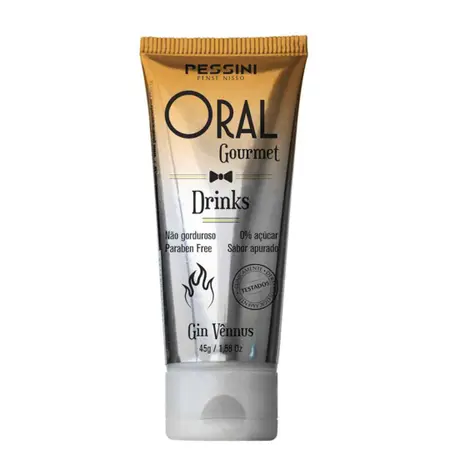 PESSINI
PENSE NISSO
ORAL
Gourmet
Drinks
Não gorduroso 0% açúcar
Paraben Free Sabor apurado
TESTADOS
Gin Vênnus
45g / 1,58 Oz